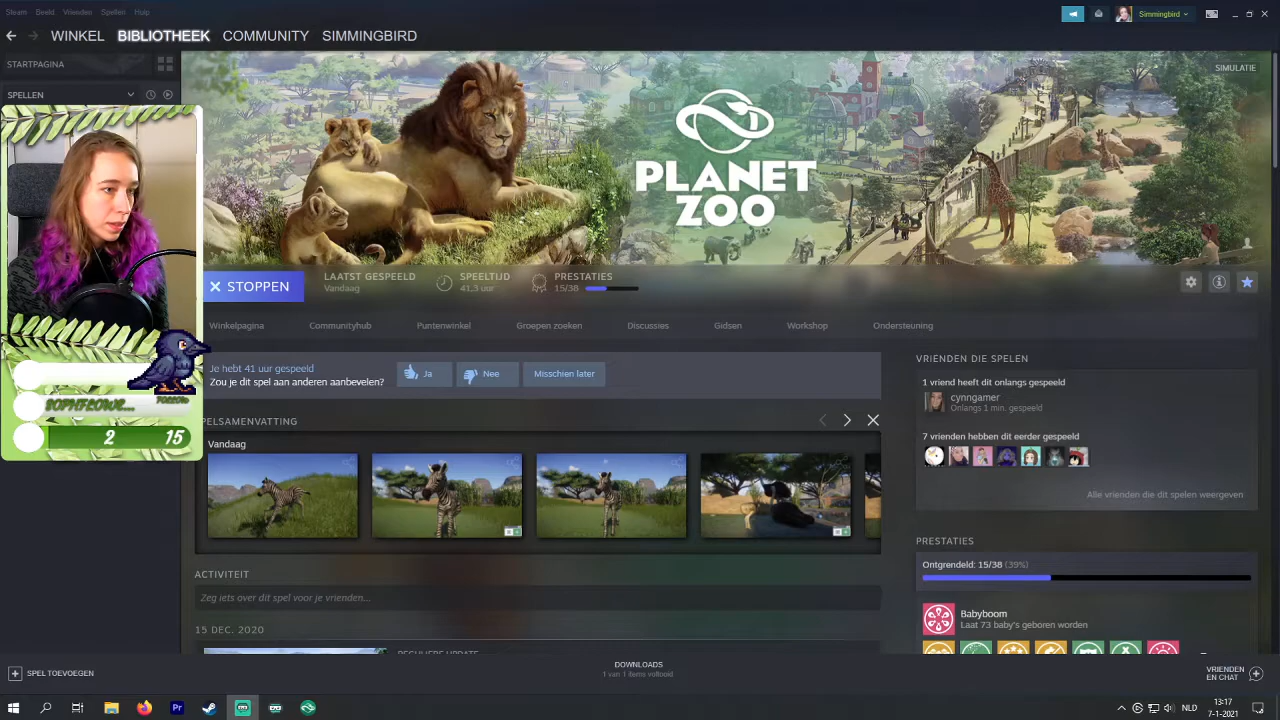 Steam Beeld Vrienden Spellen Hulp
Simmingbird
WINKEL BIBLIOTHEEK COMMUNITY SIMMINGBIRD
STARTPAGINA
SIMULATIE
SPELLEN
PLANET
ZOO
STOPPEN
LAATST GESPEELD
Vandaag
SPEELTIJD
41,3 uur
PRESTATIES
15/38
Winkelpagina Communityhub Puntenwinkel Groepen zoeken Discussies Gidsen Workshop Ondersteuning
Je hebt 41 uur gespeeld
Zou je dit spel aan anderen aanbevelen?
Ja
Nee
Misschien later
PELSAMENVATTING
Vandaag
FOLLOW
2 15
ACTIVITEIT
Zeg iets over dit spel voor je vrienden...
15 DEC. 2020
REGULIERE UPDATE
VRIENDEN DIE SPELEN
1 vriend heeft dit onlangs gespeeld
cynngamer
Onlangs 1 min. gespeeld
7 vrienden hebben dit eerder gespeeld
Alle vrienden die dit spelen weergeven
PRESTATIES
Ontgrendeld: 15/38 (39%)
Babyboom
Laat 73 baby's geboren worden
SPEL TOEVOEGEN
DOWNLOADS
1 van 1 items voltooid
VRIENDEN
EN CHAT
NLD
13:17
7-1-2021